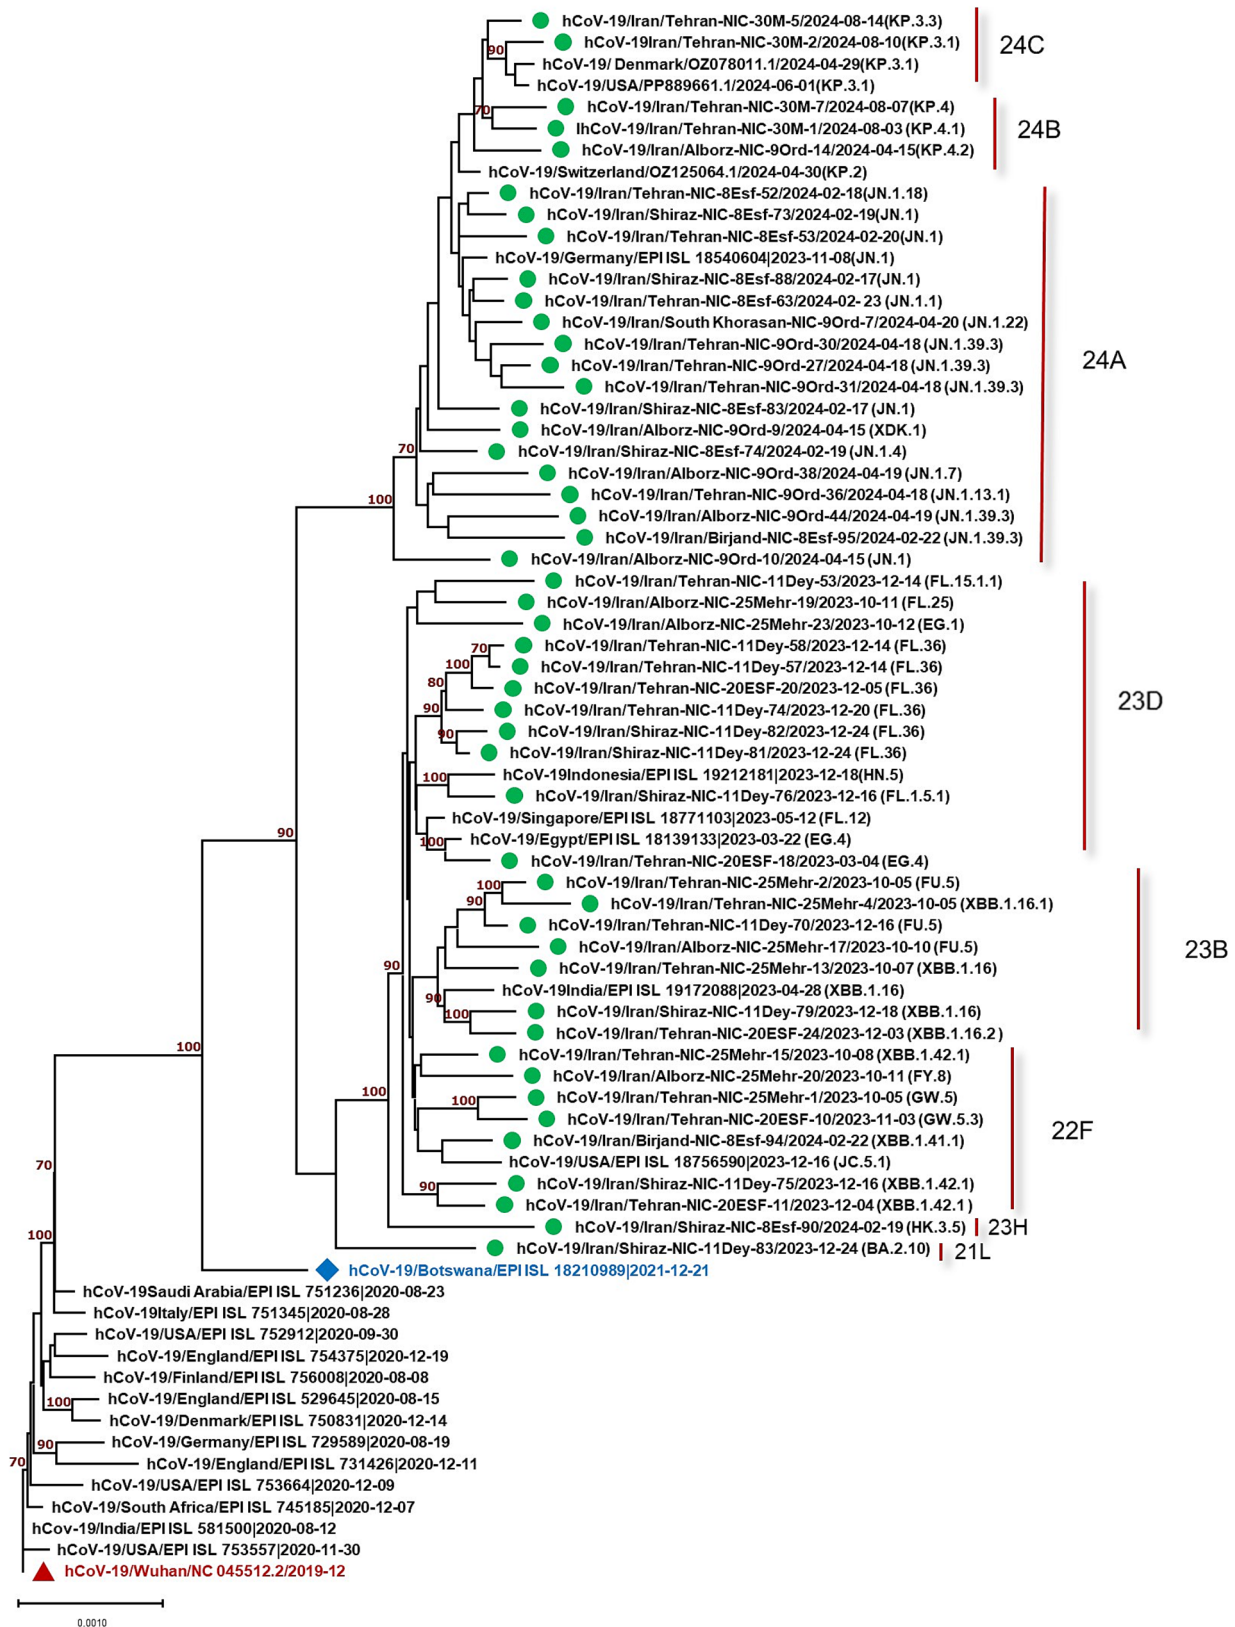 hCoV-19/Iran/Tehran-NIC-30M-5/2024-08-14(KP.3.3)
hCoV-19Iran/Tehran-NIC-30M-2/2024-08-10(KP.3.1)
24C
90
hCoV-19/ Denmark/OZ078011.1/2024-04-29(KP.3.1)
hCoV-19/USA/PP889661.1/2024-06-01(KP.3.1)
hCoV-19/Iran/Tehran-NIC-30M-7/2024-08-07(KP.4)
70
IhCoV-19/Iran/Tehran-NIC-30M-1/2024-08-03 (KP.4.1)
24B
hCoV-19/Iran/Alborz-NIC-9Ord-14/2024-04-15(KP.4.2)
hCoV-19/Switzerland/OZ125064.1/2024-04-30(KP.2)
hCoV-19/Iran/Tehran-NIC-8Esf-52/2024-02-18(JN.1.18)
hCoV-19/Iran/Shiraz-NIC-8Esf-73/2024-02-19(JN.1)
hCoV-19/Iran/Tehran-NIC-8Esf-53/2024-02-20(JN.1)
hCoV-19/Germany/EPI ISL 18540604|2023-11-08(JN.1)
hCoV-19/Iran/Shiraz-NIC-8Esf-88/2024-02-17(JN.1)
hCoV-19/Iran/Tehran-NIC-8Esf-63/2024-02-23 (JN.1.1)
hCoV-19/Iran/South Khorasan-NIC-9Ord-7/2024-04-20 (JN.1.22)
hCoV-19/Iran/Tehran-NIC-9Ord-30/2024-04-18 (JN.1.39.3)
24A
hCoV-19/Iran/Tehran-NIC-9Ord-27/2024-04-18 (JN.1.39.3)
hCoV-19/Iran/Tehran-NIC-9Ord-31/2024-04-18 (JN.1.39.3)
hCoV-19/Iran/Shiraz-NIC-8Esf-83/2024-02-17 (JN.1)
hCoV-19/Iran/Alborz-NIC-9Ord-9/2024-04-15 (XDK.1)
70
hCoV-19/Iran/Shiraz-NIC-8Esf-74/2024-02-19 (JN.1.4)
hCoV-19/Iran/Alborz-NIC-9Ord-38/2024-04-19 (JN.1.7)
hCoV-19/Iran/Tehran-NIC-9Ord-36/2024-04-18 (JN.1.13.1)
100
hCoV-19/Iran/Alborz-NIC-9Ord-44/2024-04-19 (JN.1.39.3)
hCoV-19/Iran/Birjand-NIC-8Esf-95/2024-02-22 (JN.1.39.3)
hCoV-19/Iran/Alborz-NIC-9Ord-10/2024-04-15 (JN.1)
hCoV-19/Iran/Tehran-NIC-11Dey-53/2023-12-14 (FL.15.1.1)
hCoV-19/Iran/Alborz-NIC-25Mehr-19/2023-10-11 (FL.25)
hCoV-19/Iran/Alborz-NIC-25Mehr-23/2023-10-12 (EG.1)
70
hCoV-19/Iran/Tehran-NIC-11Dey-58/2023-12-14 (FL.36)
100
hCoV-19/Iran/Tehran-NIC-11Dey-57/2023-12-14 (FL.36)
80
hCoV-19/Iran/Tehran-NIC-20ESF-20/2023-12-05 (FL.36)
23D
90
hCoV-19/Iran/Tehran-NIC-11Dey-74/2023-12-20 (FL.36)
90
hCoV-19/Iran/Shiraz-NIC-11Dey-82/2023-12-24 (FL.36)
hCoV-19/Iran/Shiraz-NIC-11Dey-81/2023-12-24 (FL.36)
100
hCoV-19Indonesia/EPI ISL 19212181|2023-12-18(HN.5)
hCoV-19/Iran/Shiraz-NIC-11Dey-76/2023-12-16 (FL.1.5.1)
hCoV-19/Singapore/EPI ISL 18771103|2023-05-12 (FL.12)
90
100
hCoV-19/Egypt/EPI ISL 18139133|2023-03-22 (EG.4)
hCoV-19/Iran/Tehran-NIC-20ESF-18/2023-03-04 (EG.4)
100
hCoV-19/Iran/Tehran-NIC-25Mehr-2/2023-10-05 (FU.5)
90
hCoV-19/Iran/Tehran-NIC-25Mehr-4/2023-10-05 (XBB.1.16.1)
hCoV-19/Iran/Tehran-NIC-11Dey-70/2023-12-16 (FU.5)
hCoV-19/Iran/Alborz-NIC-25Mehr-17/2023-10-10 (FU.5)
23B
90
hCoV-19/Iran/Tehran-NIC-25Mehr-13/2023-10-07 (XBB.1.16)
90
hCoV-19India/EPI ISL 19172088|2023-04-28 (XBB.1.16)
100
hCoV-19/Iran/Shiraz-NIC-11Dey-79/2023-12-18 (XBB.1.16)
hCoV-19/Iran/Tehran-NIC-20ESF-24/2023-12-03 (XBB.1.16.2)
100
hCoV-19/Iran/Tehran-NIC-25Mehr-15/2023-10-08 (XBB.1.42.1)
hCoV-19/Iran/Alborz-NIC-25Mehr-20/2023-10-11 (FY.8)
100
100
hCoV-19/Iran/Tehran-NIC-25Mehr-1/2023-10-05 (GW.5)
hCoV-19/Iran/Tehran-NIC-20ESF-10/2023-11-03 (GW.5.3)
22F
hCoV-19/Iran/Birjand-NIC-8Esf-94/2024-02-22 (XBB.1.41.1)
70
hCoV-19/USA/EPI ISL 18756590|2023-12-16 (JC.5.1)
90
hCoV-19/Iran/Shiraz-NIC-11Dey-75/2023-12-16 (XBB.1.42.1)
hCoV-19/Iran/Tehran-NIC-20ESF-11/2023-12-04 (XBB.1.42.1)
hCoV-19/Iran/Shiraz-NIC-8Esf-90/2024-02-19 (HK.3.5)
23H
100
hCoV-19/Iran/Shiraz-NIC-11Dey-83/2023-12-24 (BA.2.10)
21L
hCoV-19/Botswana/EPI ISL 18210989|2021-12-21
hCoV-19Saudi Arabia/EPI ISL 751236|2020-08-23
hCoV-19Italy/EPI ISL 751345|2020-08-28
hCoV-19/USA/EPI ISL 752912|2020-09-30
hCoV-19/England/EPI ISL 754375|2020-12-19
hCoV-19/Finland/EPI ISL 756008|2020-08-08
100
hCoV-19/England/EPI ISL 529645|2020-08-15
hCoV-19/Denmark/EPI ISL 750831|2020-12-14
90
hCoV-19/Germany/EPI ISL 729589|2020-08-19
70
hCoV-19/England/EPI ISL 731426|2020-12-11
hCoV-19/USA/EPI ISL 753664|2020-12-09
hCoV-19/South Africa/EPI ISL 745185|2020-12-07
hCov-19/India/EPI ISL 581500|2020-08-12
hCoV-19/USA/EPI ISL 753557|2020-11-30
hCoV-19/Wuhan/NC 045512.2/2019-12
0.0010